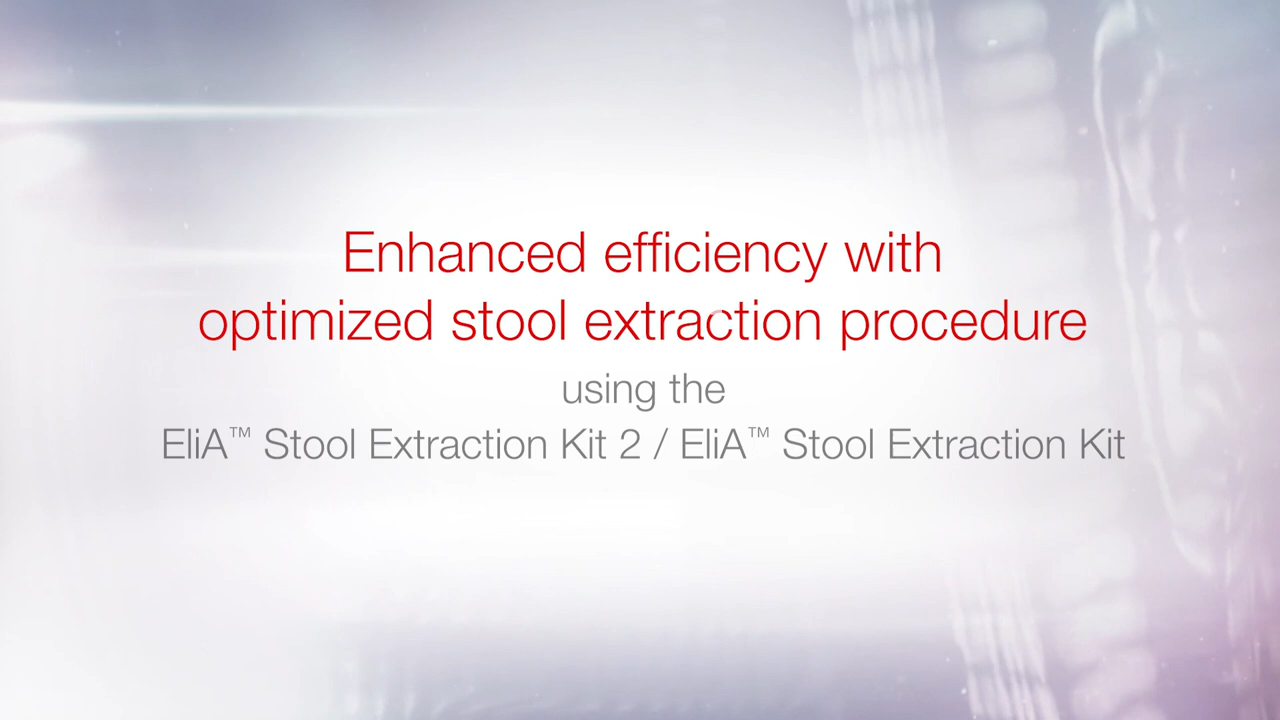 Enhanced efficiency with
optimized stool extraction procedure
using the
EliA™ Stool Extraction Kit 2 / EliA™ Stool Extraction Kit